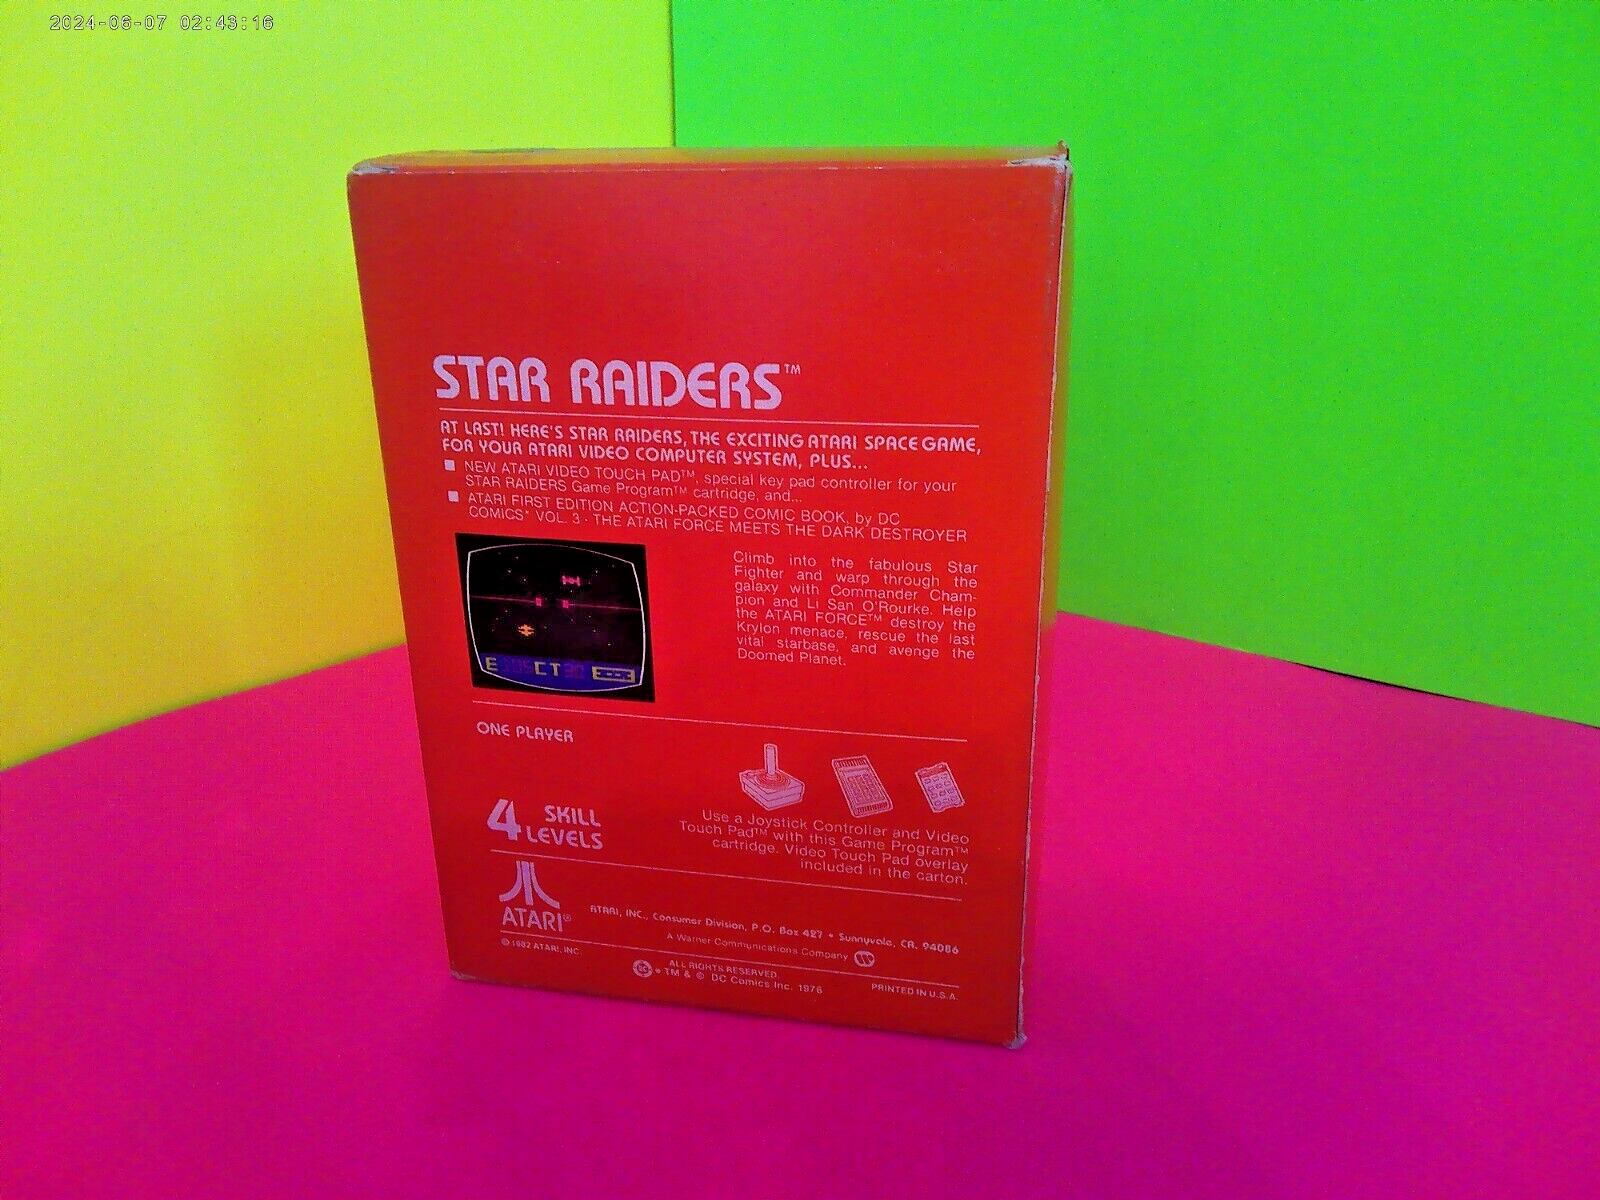 2024-06-07 02:43:16
STAR RAIDERS™
AT LAST! HERE'S STAR RAIDERS, THE EXCITING ATARI SPACE GAME,
FOR YOUR ATARI VIDEO COMPUTER SYSTEM, PLUS...
■ NEW ATARI VIDEO TOUCH PAD™, special key pad controller for your
STAR RAIDERS Game Program™ cartridge, and...
■ ATARI FIRST EDITION ACTION-PACKED COMIC BOOK, by DC
COMICS* VOL. 3 - THE ATARI FORCE MEETS THE DARK DESTROYER
Climb into the fabulous Star
Fighter and warp through the
galaxy with Commander Cham-
pion and Li San O'Rourke. Help
the ATARI FORCE™ destroy the
Krylon menace, rescue the last
vital starbase, and avenge the
Doomed Planet.
E CT
ONE PLAYER
4 SKILL
LEVELS
Use a Joystick Controller and Video
Touch Pad™ with this Game Program™
cartridge. Video Touch Pad overlay
included in the carton.
ATARI®
ATARI, INC., Consumer Division, P.O. Box 427 • Sunnyvale, CA. 94086
A Warner Communications Company
© 1982 ATARI, INC.
ALL RIGHTS RESERVED.
DC • TM & © DC Comics Inc. 1976
PRINTED IN U.S.A.